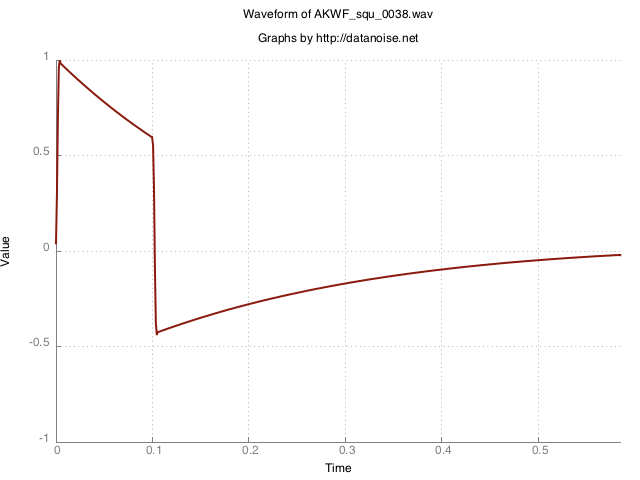 Waveform of AKWF_squ_0038.wav
Graphs by http://datanoise.net
1
0.5
0
-0.5
-1
Value
0 0.1 0.2 0.3 0.4 0.5
Time